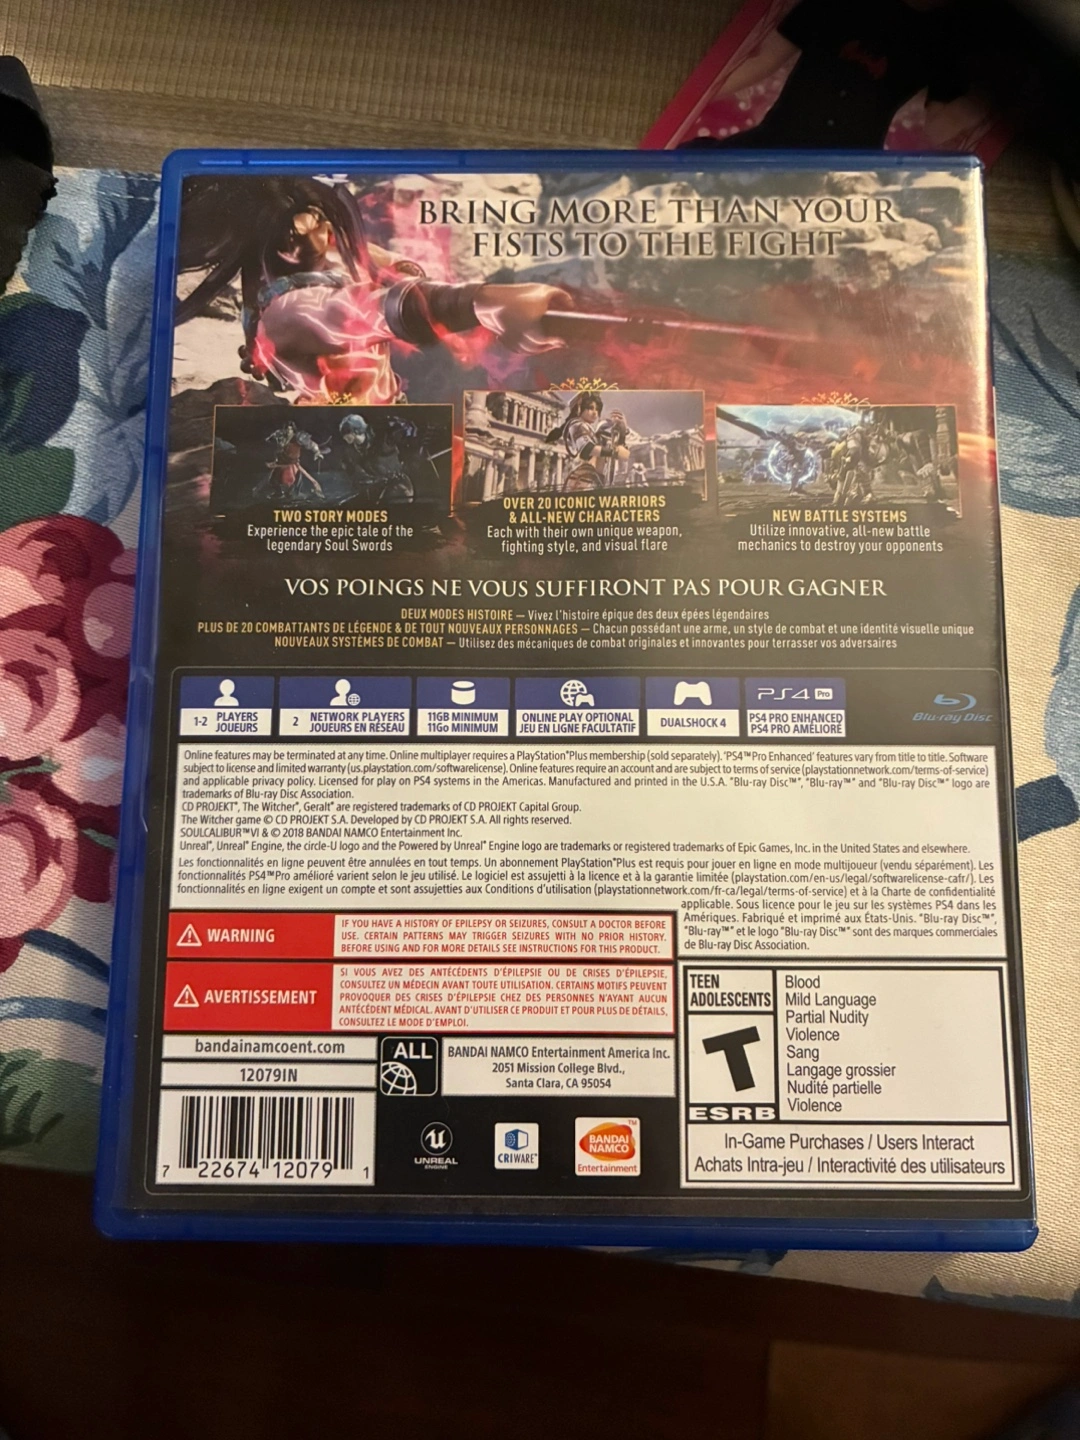 BRING MORE THAN YOUR
FISTS TO THE FIGHT
TWO STORY MODES
Experience the epic tale of the
legendary Soul Swords
OVER 20 ICONIC WARRIORS
& ALL-NEW CHARACTERS
Each with their own unique weapon,
fighting style, and visual flare
NEW BATTLE SYSTEMS
Utilize innovative, all-new battle
mechanics to destroy your opponents
VOS POINGS NE VOUS SUFFIRONT PAS POUR GAGNER
DEUX MODES HISTOIRE — Vivez l'histoire épique des deux épées légendaires
PLUS DE 20 COMBATTANTS DE LÉGENDE & DE TOUT NOUVEAUX PERSONNAGES — Chacun possédant une arme, un style de combat et une identité visuelle unique
NOUVEAUX SYSTÈMES DE COMBAT — Utilisez des mécaniques de combat originales et innovantes pour terrasser vos adversaires
1-2 PLAYERS
JOUEURS
2 NETWORK PLAYERS
JOUEURS EN RÉSEAU
11GB MINIMUM
11Go MINIMUM
ONLINE PLAY OPTIONAL
JEU EN LIGNE FACULTATIF
DUALSHOCK 4
PS4 Pro
PS4 PRO ENHANCED
PS4 PRO AMÉLIORÉ
Blu-ray Disc
Online features may be terminated at any time. Online multiplayer requires a PlayStation®Plus membership (sold separately). 'PS4™Pro Enhanced' features vary from title to title. Software
subject to license and limited warranty (us.playstation.com/softwarelicense). Online features require an account and are subject to terms of service (playstationnetwork.com/terms-of-service)
and applicable privacy policy. Licensed for play on PS4 systems in the Americas. Manufactured and printed in the U.S.A. "Blu-ray Disc™", "Blu-ray™" and "Blu-ray Disc™" logo are
trademarks of Blu-ray Disc Association.
CD PROJEKT®, The Witcher®, Geralt® are registered trademarks of CD PROJEKT Capital Group.
The Witcher game © CD PROJEKT S.A. Developed by CD PROJEKT S.A. All rights reserved.
SOULCALIBUR™VI & © 2018 BANDAI NAMCO Entertainment Inc.
Unreal®, Unreal® Engine, the circle-U logo and the Powered by Unreal® Engine logo are trademarks or registered trademarks of Epic Games, Inc. in the United States and elsewhere.
Les fonctionnalités en ligne peuvent être annulées en tout temps. Un abonnement PlayStation®Plus est requis pour jouer en ligne en mode multijoueur (vendu séparément). Les
fonctionnalités PS4™Pro amélioré varient selon le jeu utilisé. Le logiciel est assujetti à la licence et à la garantie limitée (playstation.com/en-us/legal/softwarelicense-cafr/). Les
fonctionnalités en ligne exigent un compte et sont assujetties aux Conditions d'utilisation (playstationnetwork.com/fr-ca/legal/terms-of-service) et à la Charte de confidentialité
applicable. Sous licence pour le jeu sur les systèmes PS4 dans les
Amériques. Fabriqué et imprimé aux États-Unis. "Blu-ray Disc™",
"Blu-ray™" et le logo "Blu-ray Disc™" sont des marques commerciales
de Blu-ray Disc Association.
WARNING
IF YOU HAVE A HISTORY OF EPILEPSY OR SEIZURES, CONSULT A DOCTOR BEFORE
USE. CERTAIN PATTERNS MAY TRIGGER SEIZURES WITH NO PRIOR HISTORY.
BEFORE USING AND FOR MORE DETAILS SEE INSTRUCTIONS FOR THIS PRODUCT.
AVERTISSEMENT
SI VOUS AVEZ DES ANTÉCÉDENTS D'ÉPILEPSIE OU DE CRISES D'ÉPILEPSIE,
CONSULTEZ UN MÉDECIN AVANT TOUTE UTILISATION. CERTAINS MOTIFS PEUVENT
PROVOQUER DES CRISES D'ÉPILEPSIE CHEZ DES PERSONNES N'AYANT AUCUN
ANTÉCÉDENT MÉDICAL. AVANT D'UTILISER CE PRODUIT ET POUR PLUS DE DÉTAILS,
CONSULTEZ LE MODE D'EMPLOI.
bandainamcoent.com
12079IN
ALL
BANDAI NAMCO Entertainment America Inc.
2051 Mission College Blvd.,
Santa Clara, CA 95054
7 22674 12079 1
UNREAL
ENGINE
CRIWARE™
BANDAI
NAMCO
Entertainment
TEEN
ADOLESCENTS
T
ESRB
Blood
Mild Language
Partial Nudity
Violence
Sang
Langage grossier
Nudité partielle
Violence
In-Game Purchases / Users Interact
Achats Intra-jeu / Interactivité des utilisateurs